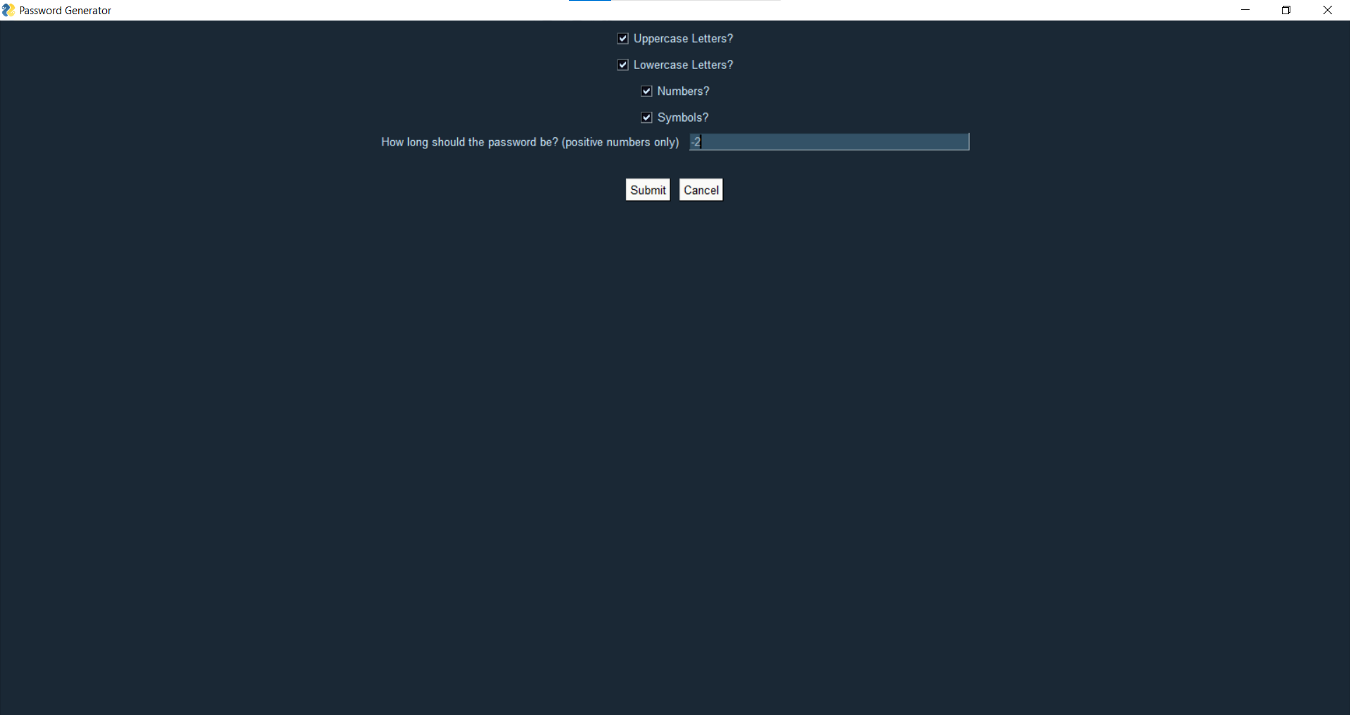 Password Generator
Uppercase Letters?
Lowercase Letters?
Numbers?
Symbols?
How long should the password be? (positive numbers only) -2
Submit Cancel